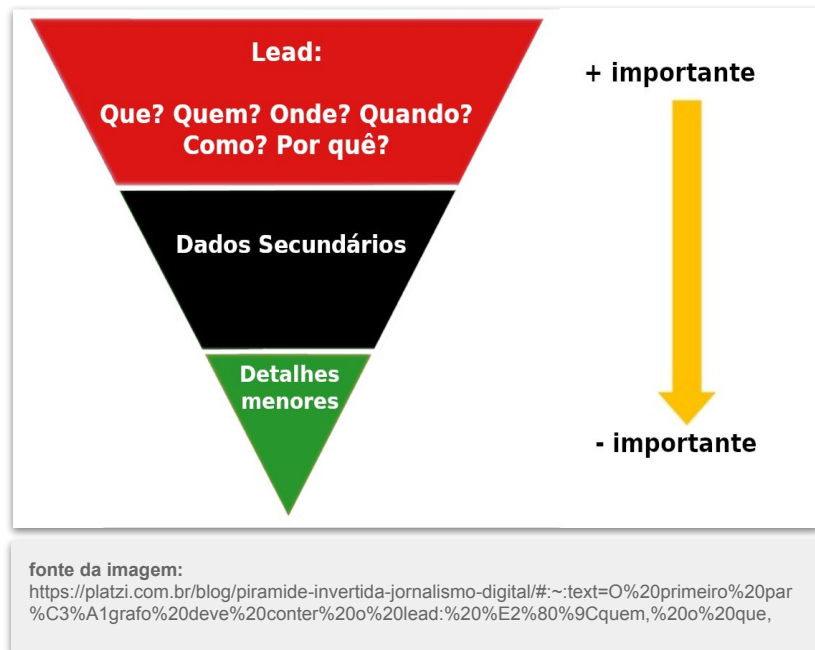 Lead:
Que? Quem? Onde? Quando?
Como? Por quê?
+ importante
Dados Secundários
Detalhes
menores
- importante
fonte da imagem:
https://platzi.com.br/blog/piramide-invertida-jornalismo-digital/#:~:text=O%20primeiro%20par
%C3%A1grafo%20deve%20conter%20o%20lead:%20%E2%80%9Cquem,%20o%20que,